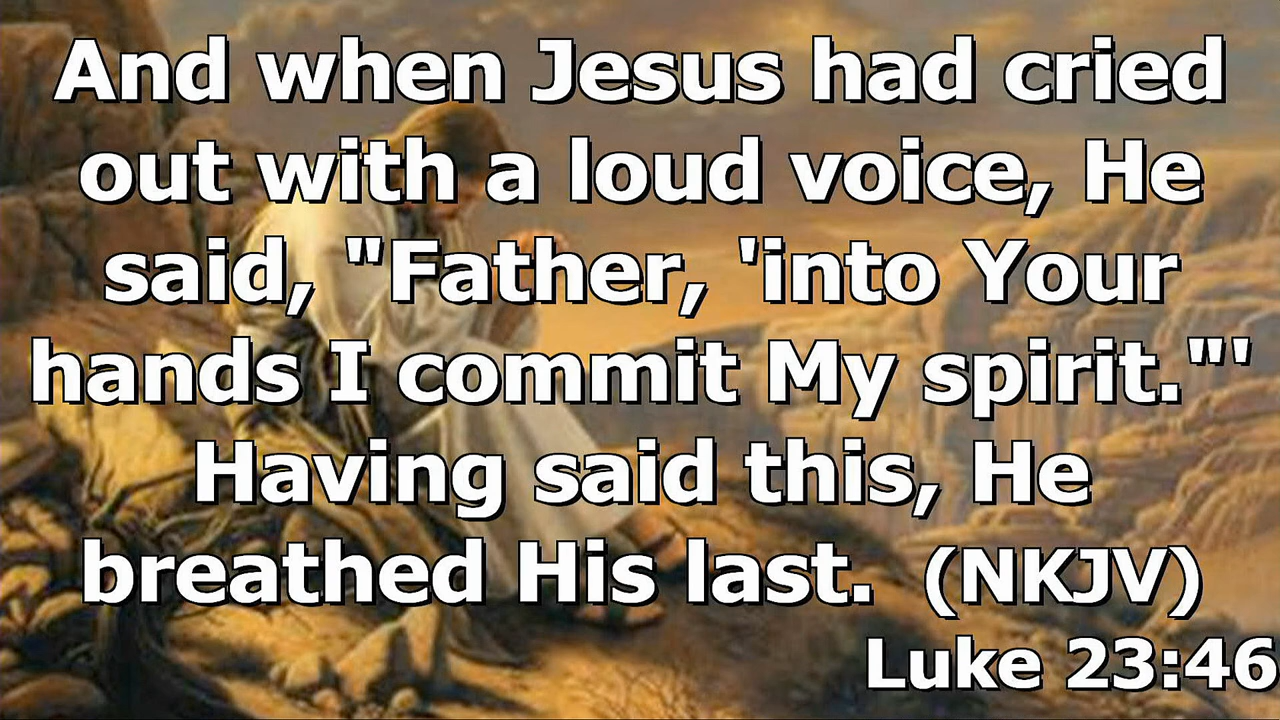 And when Jesus had cried
out with a loud voice, He
said, "Father, 'into Your
hands I commit My spirit."'
Having said this, He
breathed His last.  (NKJV)
Luke 23:46